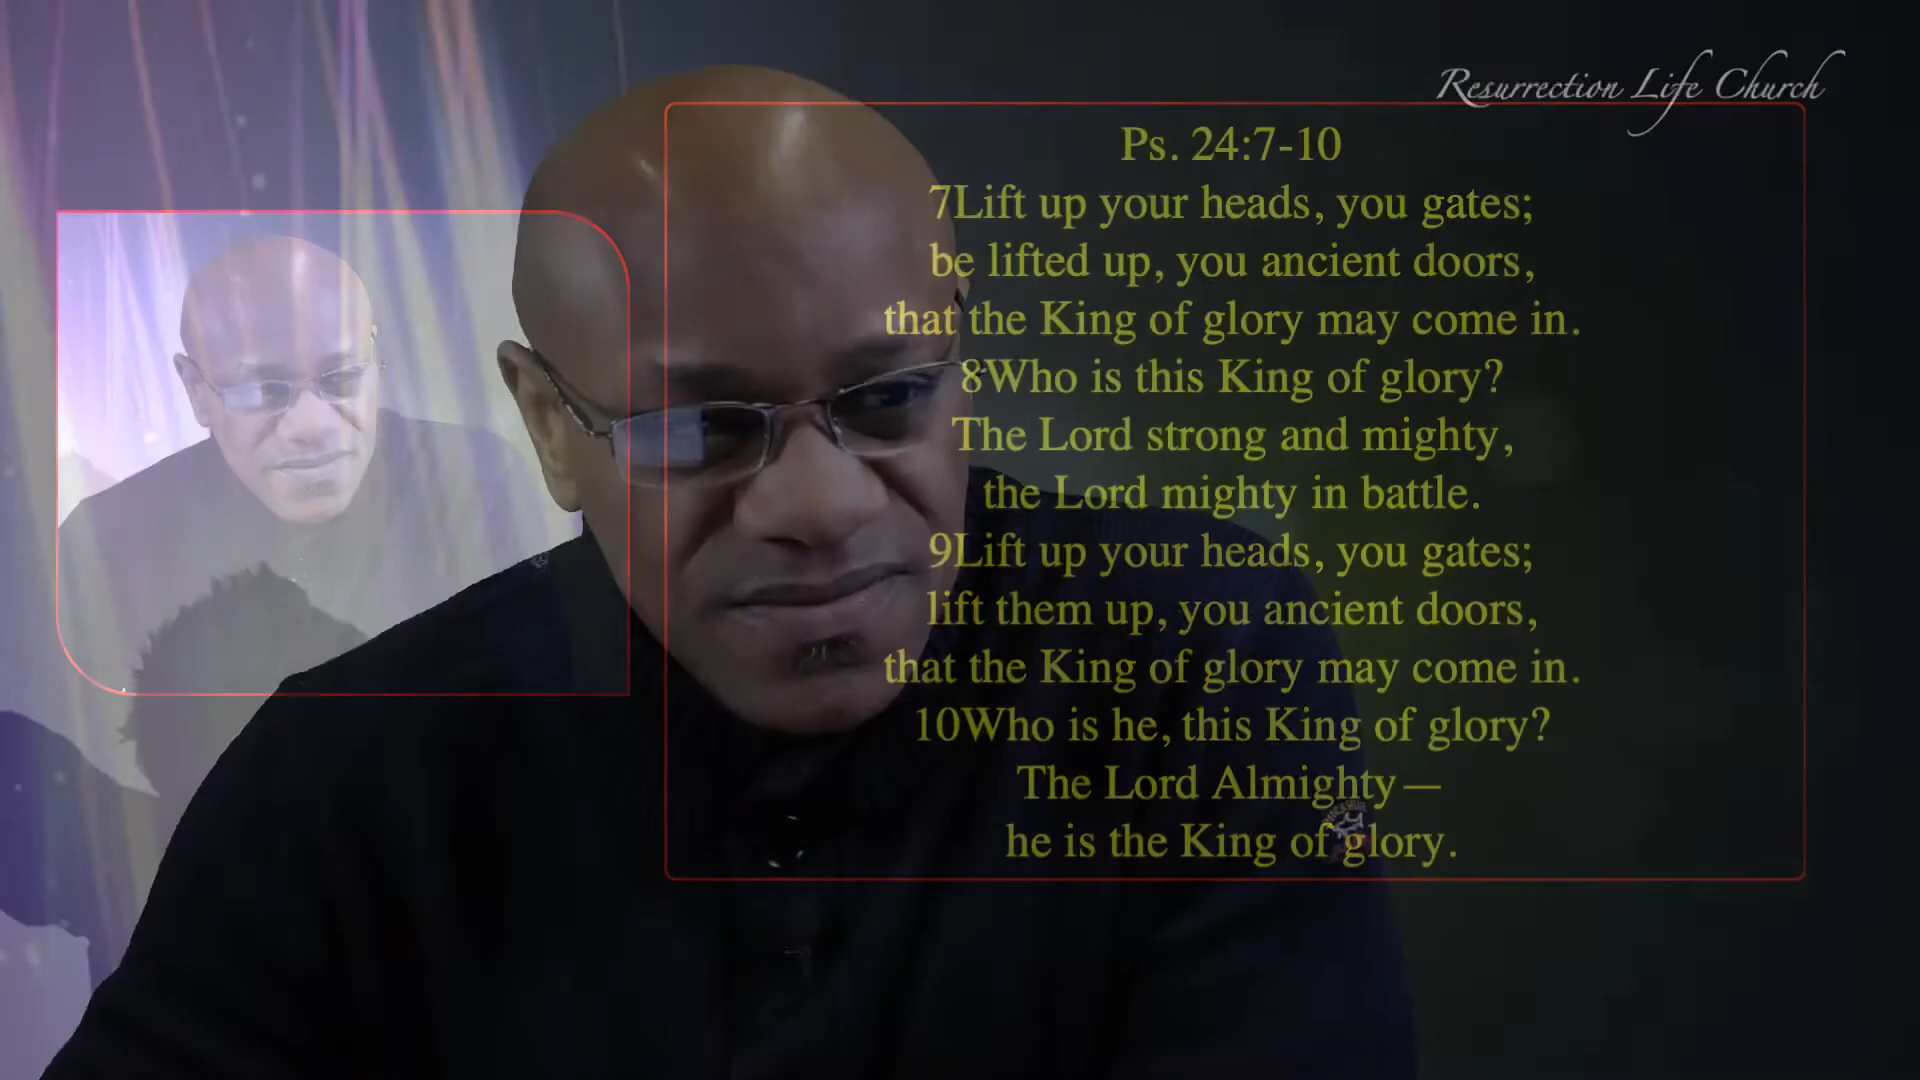 Resurrection Life Church
Ps. 24:7-10
7Lift up your heads, you gates;
be lifted up, you ancient doors,
that the King of glory may come in.
8Who is this King of glory?
The Lord strong and mighty,
the Lord mighty in battle.
9Lift up your heads, you gates;
lift them up, you ancient doors,
that the King of glory may come in.
10Who is he, this King of glory?
The Lord Almighty—
he is the King of glory.